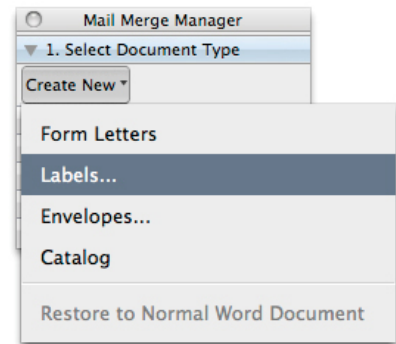 Mail Merge Manager
1. Select Document Type
Create New
Form Letters
Labels...
Envelopes...
Catalog
Restore to Normal Word Document